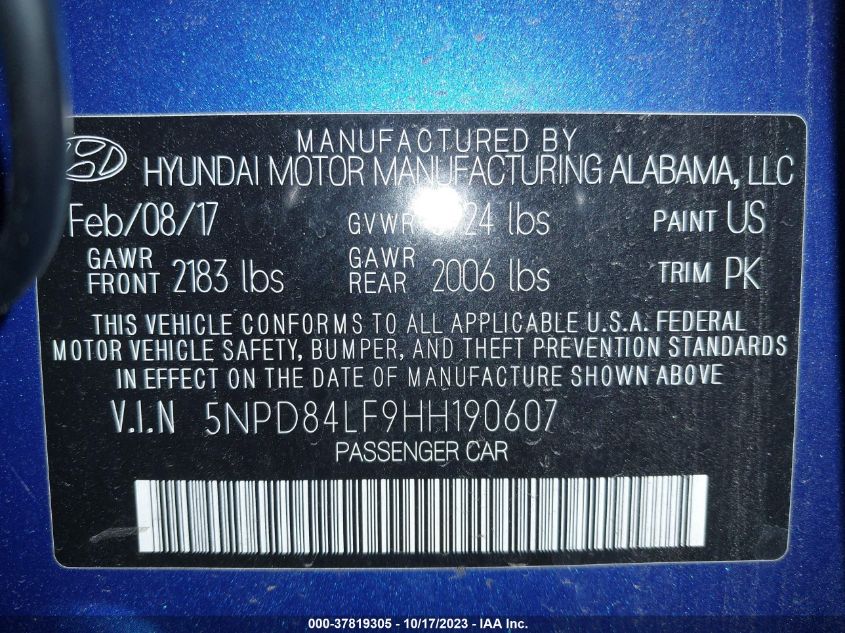 MANUFACTURED BY
HYUNDAI MOTOR MANUFACTURING ALABAMA, LLC
Feb/08/17 GVWR lbs PAINT US
GAWR FRONT 2183 lbs GAWR REAR 2006 lbs TRIM PK
THIS VEHICLE CONFORMS TO ALL APPLICABLE U.S.A. FEDERAL
MOTOR VEHICLE SAFETY, BUMPER, AND THEFT PREVENTION STANDARDS
IN EFFECT ON THE DATE OF MANUFACTURE SHOWN ABOVE
V.I.N 5NPD84LF9HH190607
PASSENGER CAR
000-37819305 - 10/17/2023 - IAA Inc.